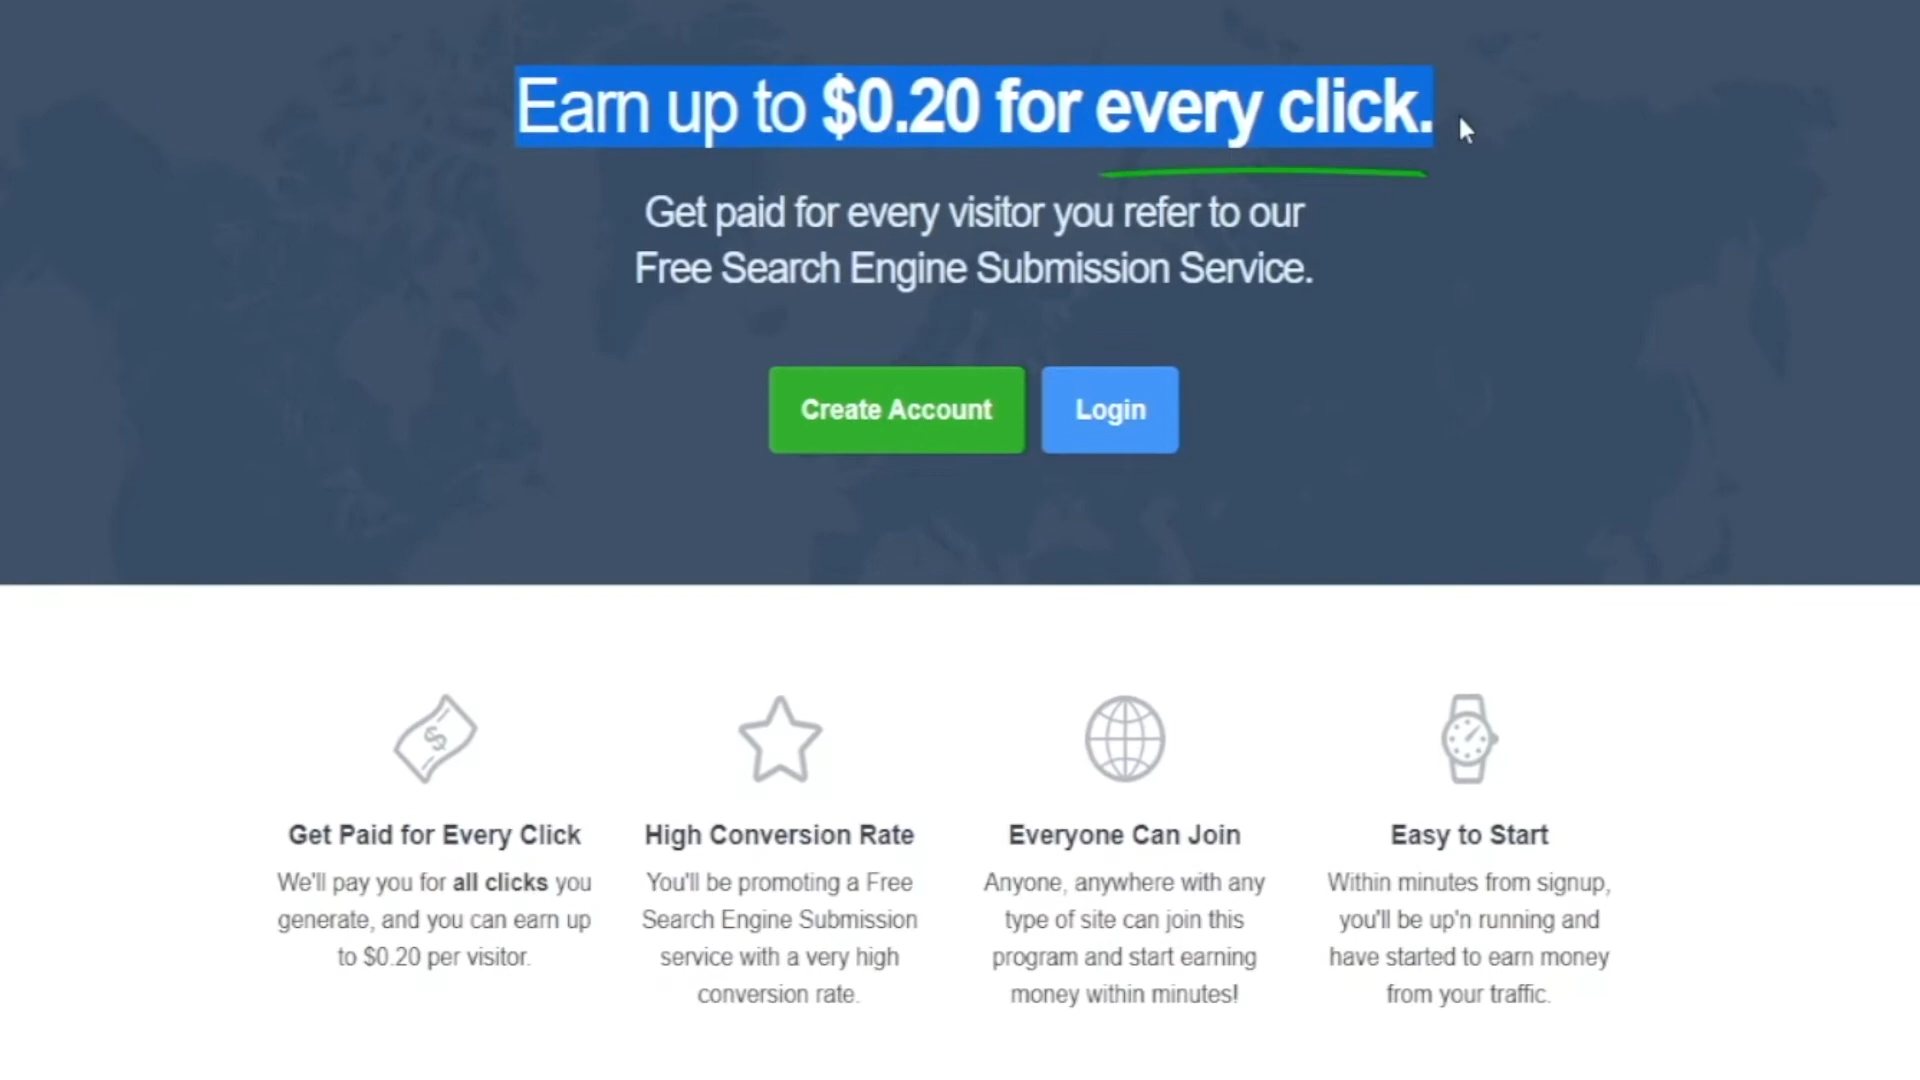 Earn up to $0.20 for every click.
Get paid for every visitor you refer to our
Free Search Engine Submission Service.
Create Account
Login
Get Paid for Every Click
We'll pay you for all clicks you
generate, and you can earn up
to $0.20 per visitor.
High Conversion Rate
You'll be promoting a Free
Search Engine Submission
service with a very high
conversion rate.
Everyone Can Join
Anyone, anywhere with any
type of site can join this
program and start earning
money within minutes!
Easy to Start
Within minutes from signup,
you'll be up'n running and
have started to earn money
from your traffic.